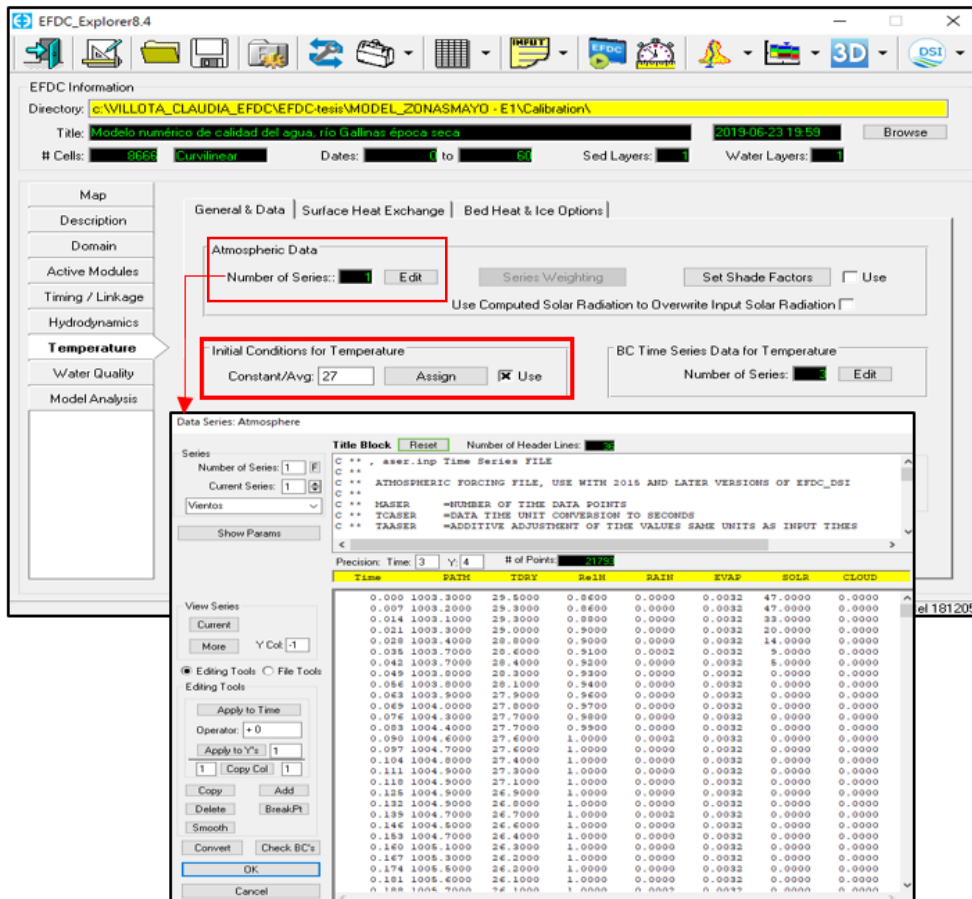 EFDC_Explorer8.4
INPUT
EFDC
3D
DSI
EFDC Information
Directory: c:\VILLOTA_CLAUDIA_EFDC\EFDC-tesis\MODEL_ZONASMAYO - E1\Calibration\
Title: Modelo numérico de calidad del agua, río Gallinas época seca 2019-06-23 19:59 Browse
# Cells: 8666 Curvilinear Dates: 0 to 60 Sed Layers: 1 Water Layers: 1
Map
Description
Domain
Active Modules
Timing / Linkage
Hydrodynamics
Temperature
Water Quality
Model Analysis
General & Data Surface Heat Exchange Bed Heat & Ice Options
Atmospheric Data
Number of Series:: 1 Edit Series Weighting Set Shade Factors Use
Use Computed Solar Radiation to Overwrite Input Solar Radiation
Initial Conditions for Temperature
Constant/Avg: 27 Assign Use
BC Time Series Data for Temperature
Number of Series: 3 Edit
el 181205
Data Series: Atmosphere
Series
Number of Series: 1 F
Current Series: 1
Vientos
Show Params
View Series
Current
More Y Col: -1
Editing Tools File Tools
Editing Tools
Apply to Time
Operator: + 0
Apply to Y's 1
1 Copy Col 1
Copy Add
Delete BreakPt
Smooth
Convert Check BC's
OK
Cancel
Title Block Reset Number of Header Lines:
C ** , aser.inp Time Series FILE
C **
C ** ATMOSPHERIC FORCING FILE, USE WITH 2015 AND LATER VERSIONS OF EFDC_DSI
C **
C ** MASER =NUMBER OF TIME DATA POINTS
C ** TCASER =DATA TIME UNIT CONVERSION TO SECONDS
C ** TAASER =ADDITIVE ADJUSTMENT OF TIME VALUES SAME UNITS AS INPUT TIMES
Precision: Time: 3 Y: 4 # of Points: 21793
Time PATM TDRY RelH RAIN EVAP SOLR CLOUD
0.000 1003.3000 29.5000 0.8600 0.0000 0.0032 47.0000 0.0000
0.007 1003.2000 29.3000 0.8600 0.0000 0.0032 47.0000 0.0000
0.014 1003.1000 29.3000 0.8800 0.0000 0.0032 33.0000 0.0000
0.021 1003.3000 29.0000 0.9000 0.0000 0.0032 20.0000 0.0000
0.028 1003.4000 28.8000 0.9000 0.0000 0.0032 14.0000 0.0000
0.035 1003.7000 28.6000 0.9100 0.0002 0.0032 9.0000 0.0000
0.042 1003.7000 28.4000 0.9200 0.0000 0.0032 5.0000 0.0000
0.049 1003.8000 28.3000 0.9300 0.0000 0.0032 0.0000 0.0000
0.056 1003.8000 28.1000 0.9400 0.0000 0.0032 0.0000 0.0000
0.063 1003.9000 27.9000 0.9600 0.0000 0.0032 0.0000 0.0000
0.069 1004.0000 27.8000 0.9700 0.0000 0.0032 0.0000 0.0000
0.076 1004.3000 27.7000 0.9800 0.0000 0.0032 0.0000 0.0000
0.083 1004.4000 27.7000 0.9900 0.0000 0.0032 0.0000 0.0000
0.090 1004.6000 27.6000 1.0000 0.0002 0.0032 0.0000 0.0000
0.097 1004.7000 27.6000 1.0000 0.0000 0.0032 0.0000 0.0000
0.104 1004.8000 27.4000 1.0000 0.0000 0.0032 0.0000 0.0000
0.111 1004.9000 27.3000 1.0000 0.0000 0.0032 0.0000 0.0000
0.118 1004.9000 27.1000 1.0000 0.0000 0.0032 0.0000 0.0000
0.125 1004.9000 26.9000 1.0000 0.0000 0.0032 0.0000 0.0000
0.132 1004.9000 26.8000 1.0000 0.0000 0.0032 0.0000 0.0000
0.139 1004.7000 26.7000 1.0000 0.0002 0.0032 0.0000 0.0000
0.146 1004.5000 26.6000 1.0000 0.0000 0.0032 0.0000 0.0000
0.153 1004.7000 26.4000 1.0000 0.0000 0.0032 0.0000 0.0000
0.160 1005.1000 26.3000 1.0000 0.0000 0.0032 0.0000 0.0000
0.167 1005.3000 26.2000 1.0000 0.0000 0.0032 0.0000 0.0000
0.174 1005.5000 26.2000 1.0000 0.0000 0.0032 0.0000 0.0000
0.181 1005.6000 26.1000 1.0000 0.0000 0.0032 0.0000 0.0000
0.188 1005.7000 26.1000 1.0000 0.0002 0.0032 0.0000 0.0000